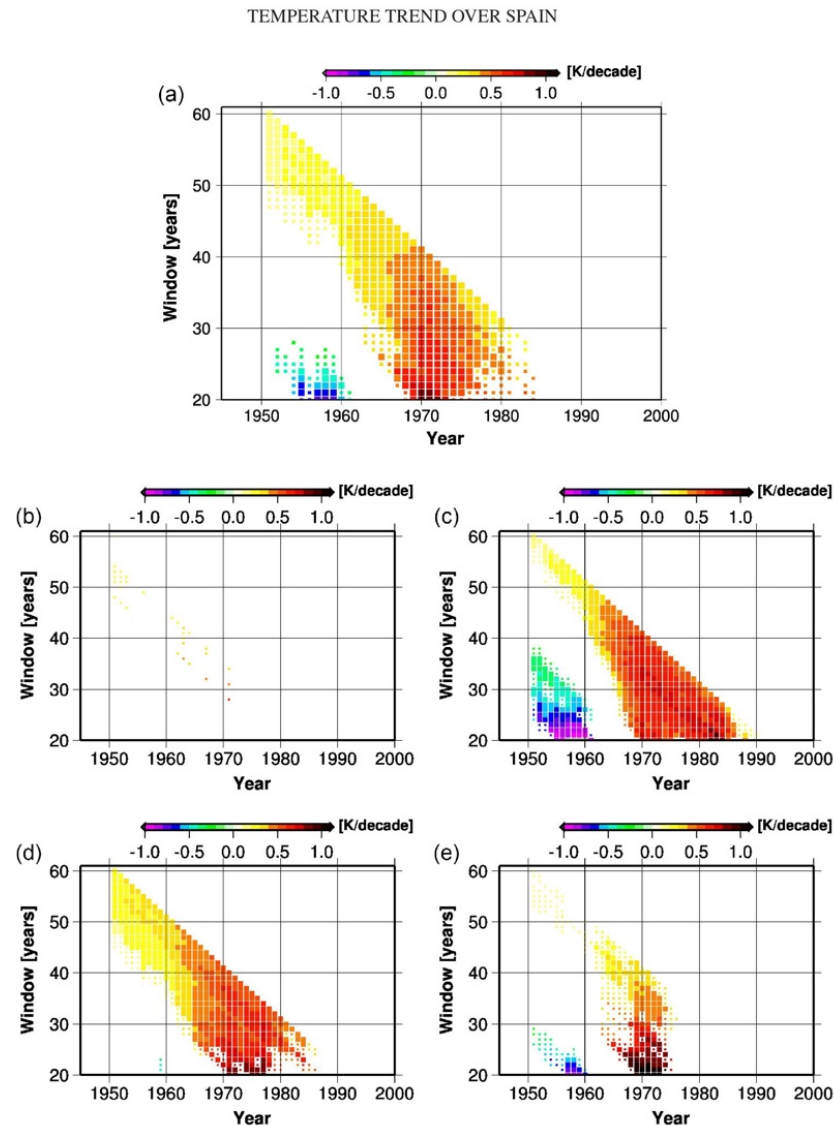 TEMPERATURE TREND OVER SPAIN
[K/decade]
(a)
-1.0 -0.5 0.0 0.5 1.0
60
50
40
30
20
Window [years]
1950 1960 1970 1980 1990 2000
Year
(b)
[K/decade]
-1.0 -0.5 0.0 0.5 1.0
60
50
40
30
20
Window [years]
1950 1960 1970 1980 1990 2000
Year
(c)
[K/decade]
-1.0 -0.5 0.0 0.5 1.0
60
50
40
30
20
Window [years]
1950 1960 1970 1980 1990 2000
Year
(d)
[K/decade]
-1.0 -0.5 0.0 0.5 1.0
60
50
40
30
20
Window [years]
1950 1960 1970 1980 1990 2000
Year
(e)
[K/decade]
-1.0 -0.5 0.0 0.5 1.0
60
50
40
30
20
Window [years]
1950 1960 1970 1980 1990 2000
Year